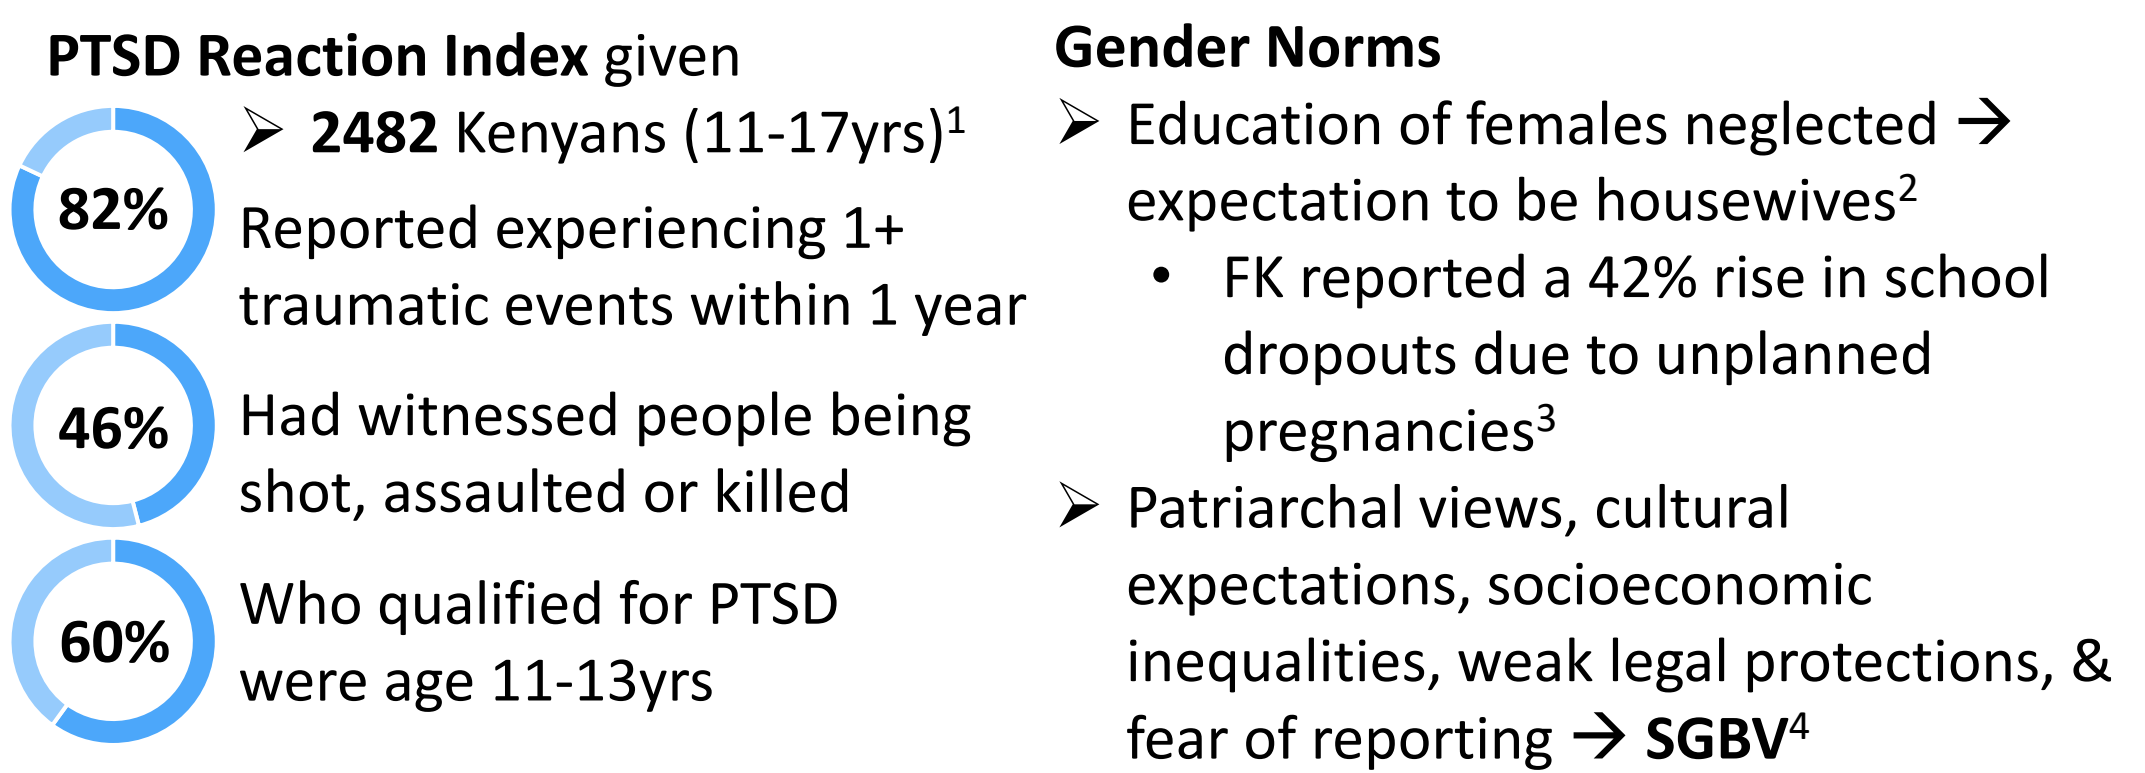 PTSD Reaction Index given
➢ 2482 Kenyans (11-17yrs)¹
82%
Reported experiencing 1+
traumatic events within 1 year
46%
Had witnessed people being
shot, assaulted or killed
60%
Who qualified for PTSD
were age 11-13yrs
Gender Norms
➢ Education of females neglected →
expectation to be housewives²
• FK reported a 42% rise in school
dropouts due to unplanned
pregnancies³
➢ Patriarchal views, cultural
expectations, socioeconomic
inequalities, weak legal protections, &
fear of reporting → SGBV⁴